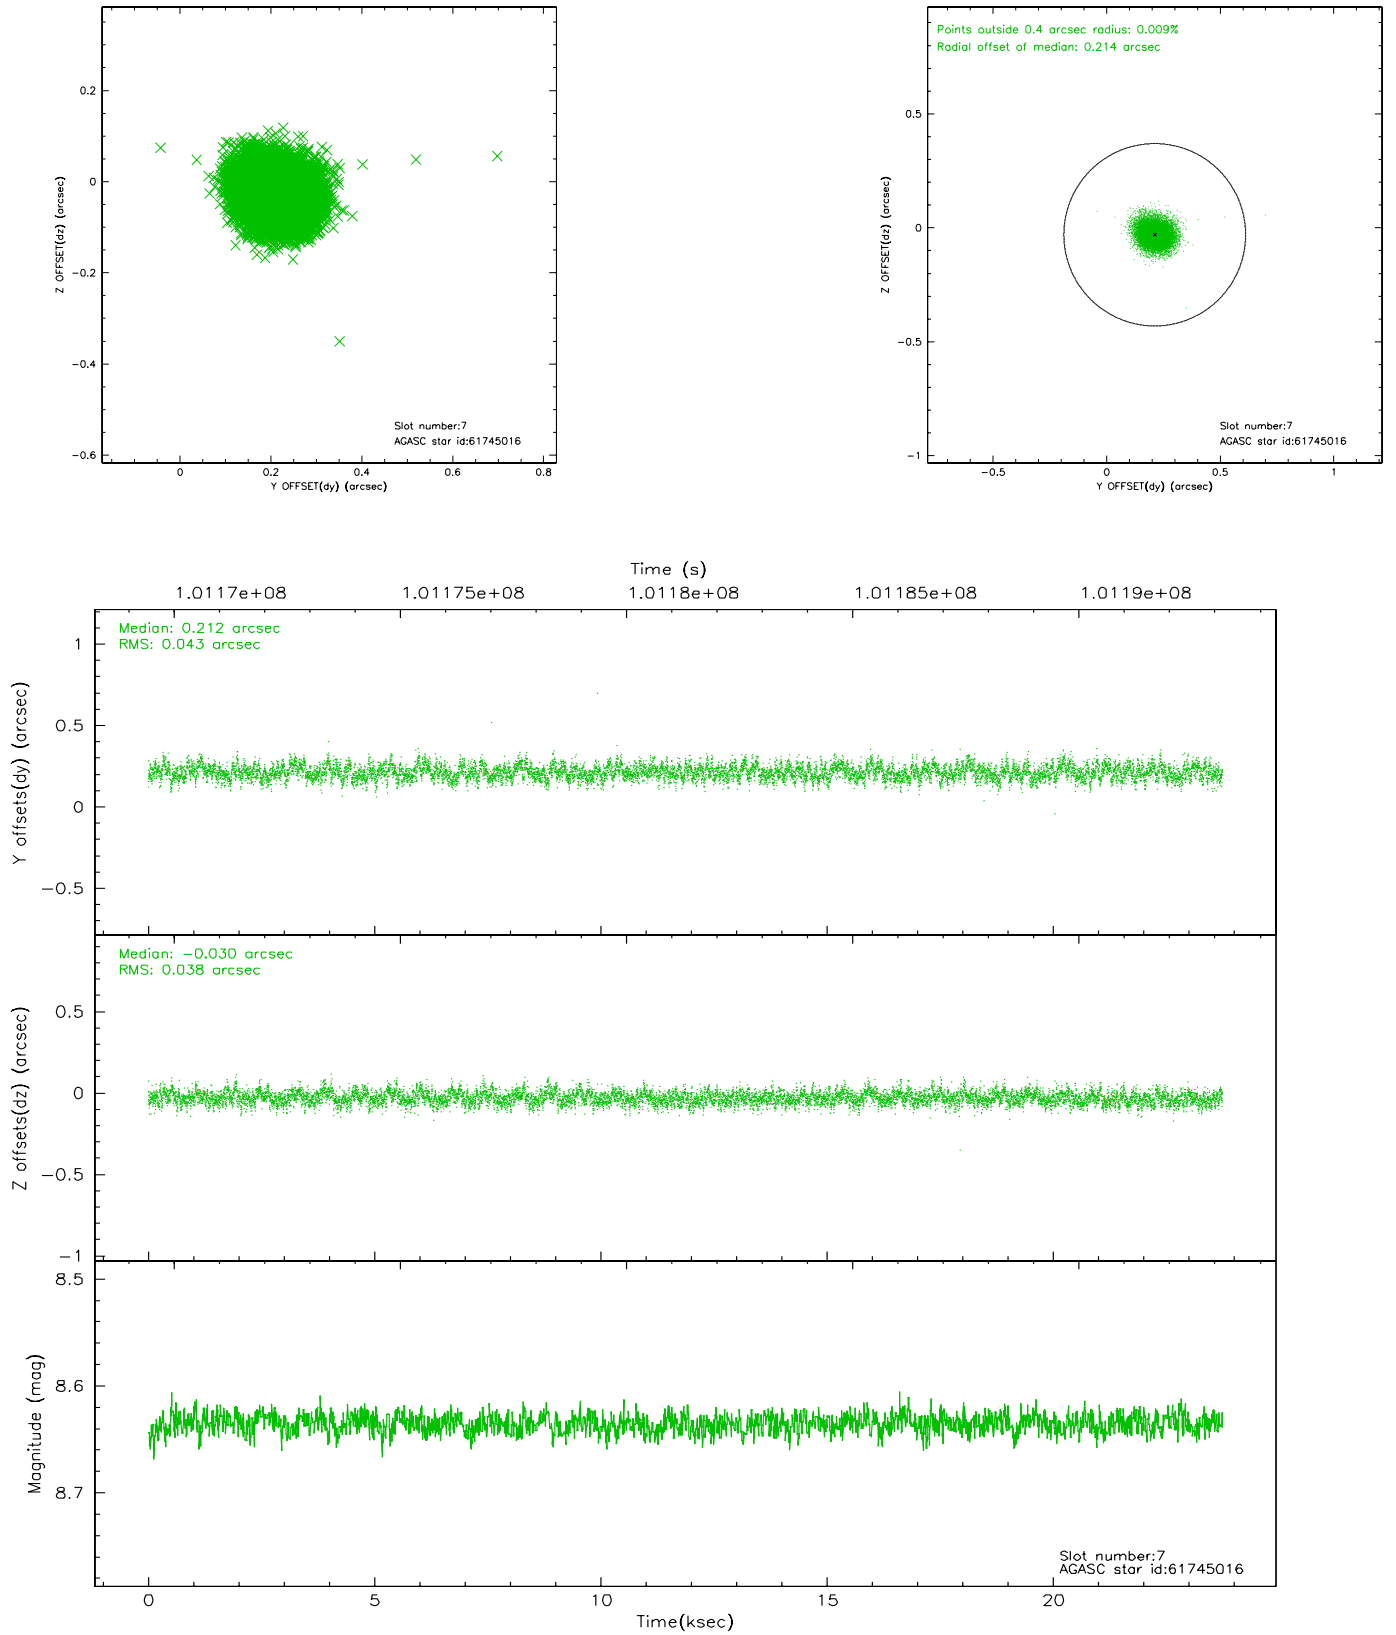 0.2
0
−0.2
−0.4
−0.6
Z OFFSET(dz) (arcsec)
Slot number:7
AGASC star id:61745016
0
0.2
0.4
0.6
0.8
Y OFFSET(dy) (arcsec)
Points outside 0.4 arcsec radius: 0.009%
Radial offset of median: 0.214 arcsec
0.5
0
−0.5
−1
Z OFFSET(dz) (arcsec)
Slot number:7
AGASC star id:61745016
−0.5
0
0.5
1
Y OFFSET(dy) (arcsec)
Time (s)
1.0117e+08
1.01175e+08
1.0118e+08
1.01185e+08
1.0119e+08
Median: 0.212 arcsec
RMS: 0.043 arcsec
1
0.5
0
−0.5
Y offsets(dy) (arcsec)
Median: −0.030 arcsec
RMS: 0.038 arcsec
0.5
0
−0.5
−1
Z offsets(dz) (arcsec)
8.5
8.6
8.7
Magnitude (mag)
Slot number:7
AGASC star id:61745016
0
5
10
15
20
Time(ksec)